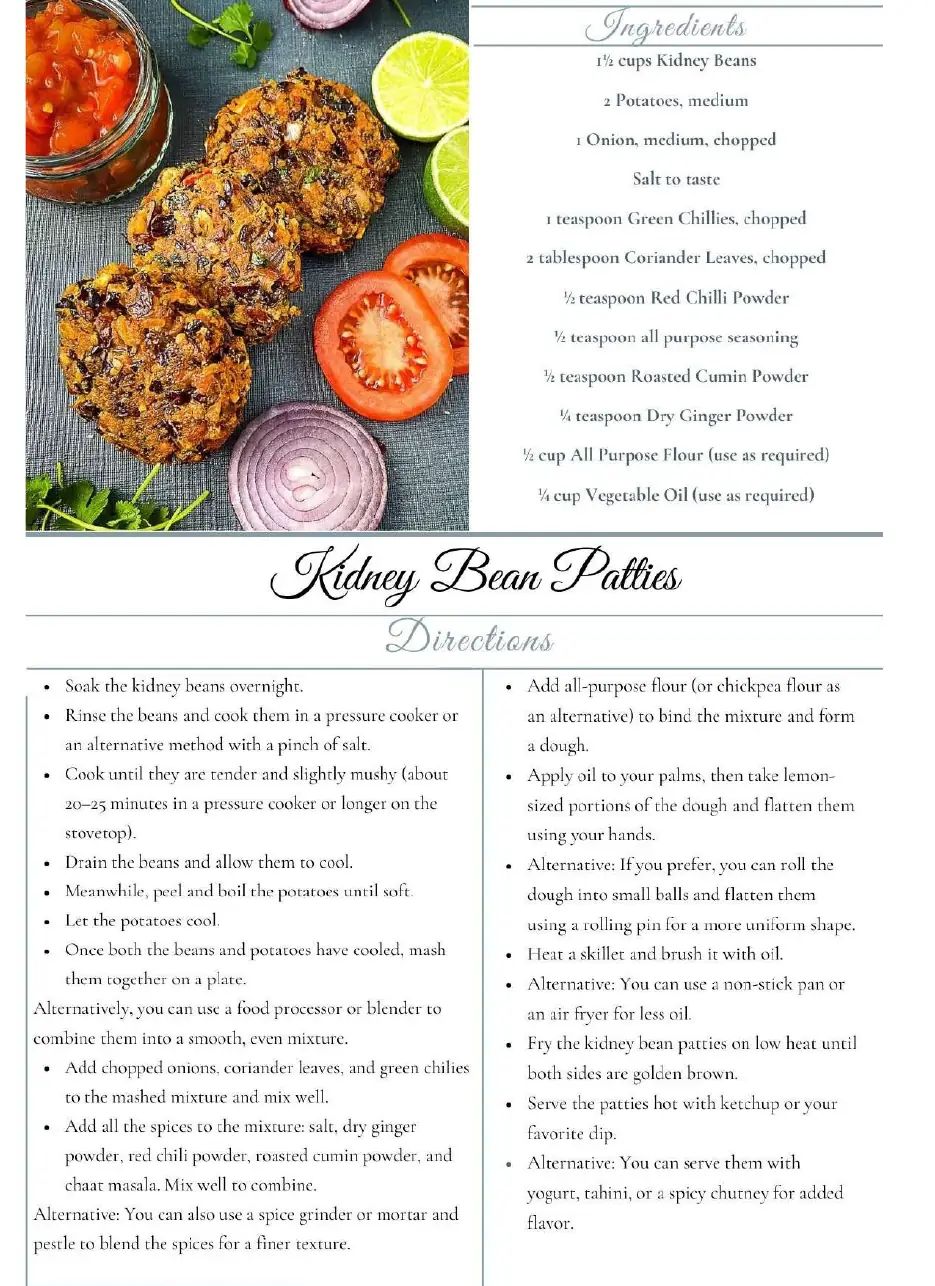 Ingredients
1½ cups Kidney Beans
2 Potatoes, medium
1 Onion, medium, chopped
Salt to taste
1 teaspoon Green Chillies, chopped
2 tablespoon Coriander Leaves, chopped
½ teaspoon Red Chilli Powder
½ teaspoon all purpose seasoning
½ teaspoon Roasted Cumin Powder
¼ teaspoon Dry Ginger Powder
½ cup All Purpose Flour (use as required)
¼ cup Vegetable Oil (use as required)
Kidney Bean Patties
Directions
• Soak the kidney beans overnight.
• Rinse the beans and cook them in a pressure cooker or
an alternative method with a pinch of salt.
• Cook until they are tender and slightly mushy (about
20–25 minutes in a pressure cooker or longer on the
stovetop).
• Drain the beans and allow them to cool.
• Meanwhile, peel and boil the potatoes until soft.
• Let the potatoes cool.
• Once both the beans and potatoes have cooled, mash
them together on a plate.
Alternatively, you can use a food processor or blender to
combine them into a smooth, even mixture.
• Add chopped onions, coriander leaves, and green chilies
to the mashed mixture and mix well.
• Add all the spices to the mixture: salt, dry ginger
powder, red chili powder, roasted cumin powder, and
chaat masala. Mix well to combine.
Alternative: You can also use a spice grinder or mortar and
pestle to blend the spices for a finer texture.
• Add all-purpose flour (or chickpea flour as
an alternative) to bind the mixture and form
a dough.
• Apply oil to your palms, then take lemon-
sized portions of the dough and flatten them
using your hands.
• Alternative: If you prefer, you can roll the
dough into small balls and flatten them
using a rolling pin for a more uniform shape.
• Heat a skillet and brush it with oil.
• Alternative: You can use a non-stick pan or
an air fryer for less oil.
• Fry the kidney bean patties on low heat until
both sides are golden brown.
• Serve the patties hot with ketchup or your
favorite dip.
• Alternative: You can serve them with
yogurt, tahini, or a spicy chutney for added
flavor.